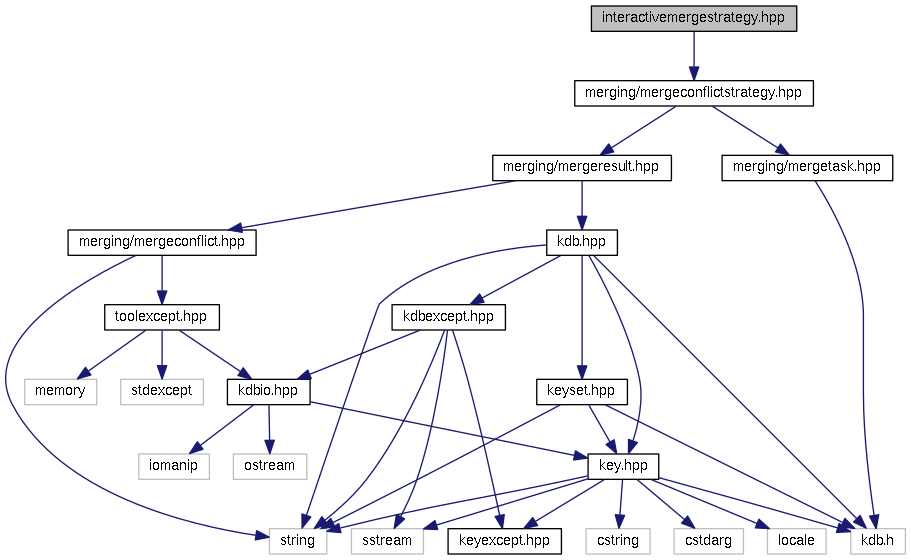 interactivemergestrategy.hpp
merging/mergeconflictstrategy.hpp
merging/mergeresult.hpp
merging/mergetask.hpp
merging/mergeconflict.hpp
kdb.hpp
toolexcept.hpp
kdbexcept.hpp
memory
stdexcept
kdbio.hpp
keyset.hpp
iomanip
ostream
key.hpp
string
sstream
keyexcept.hpp
cstring
cstdarg
locale
kdb.h